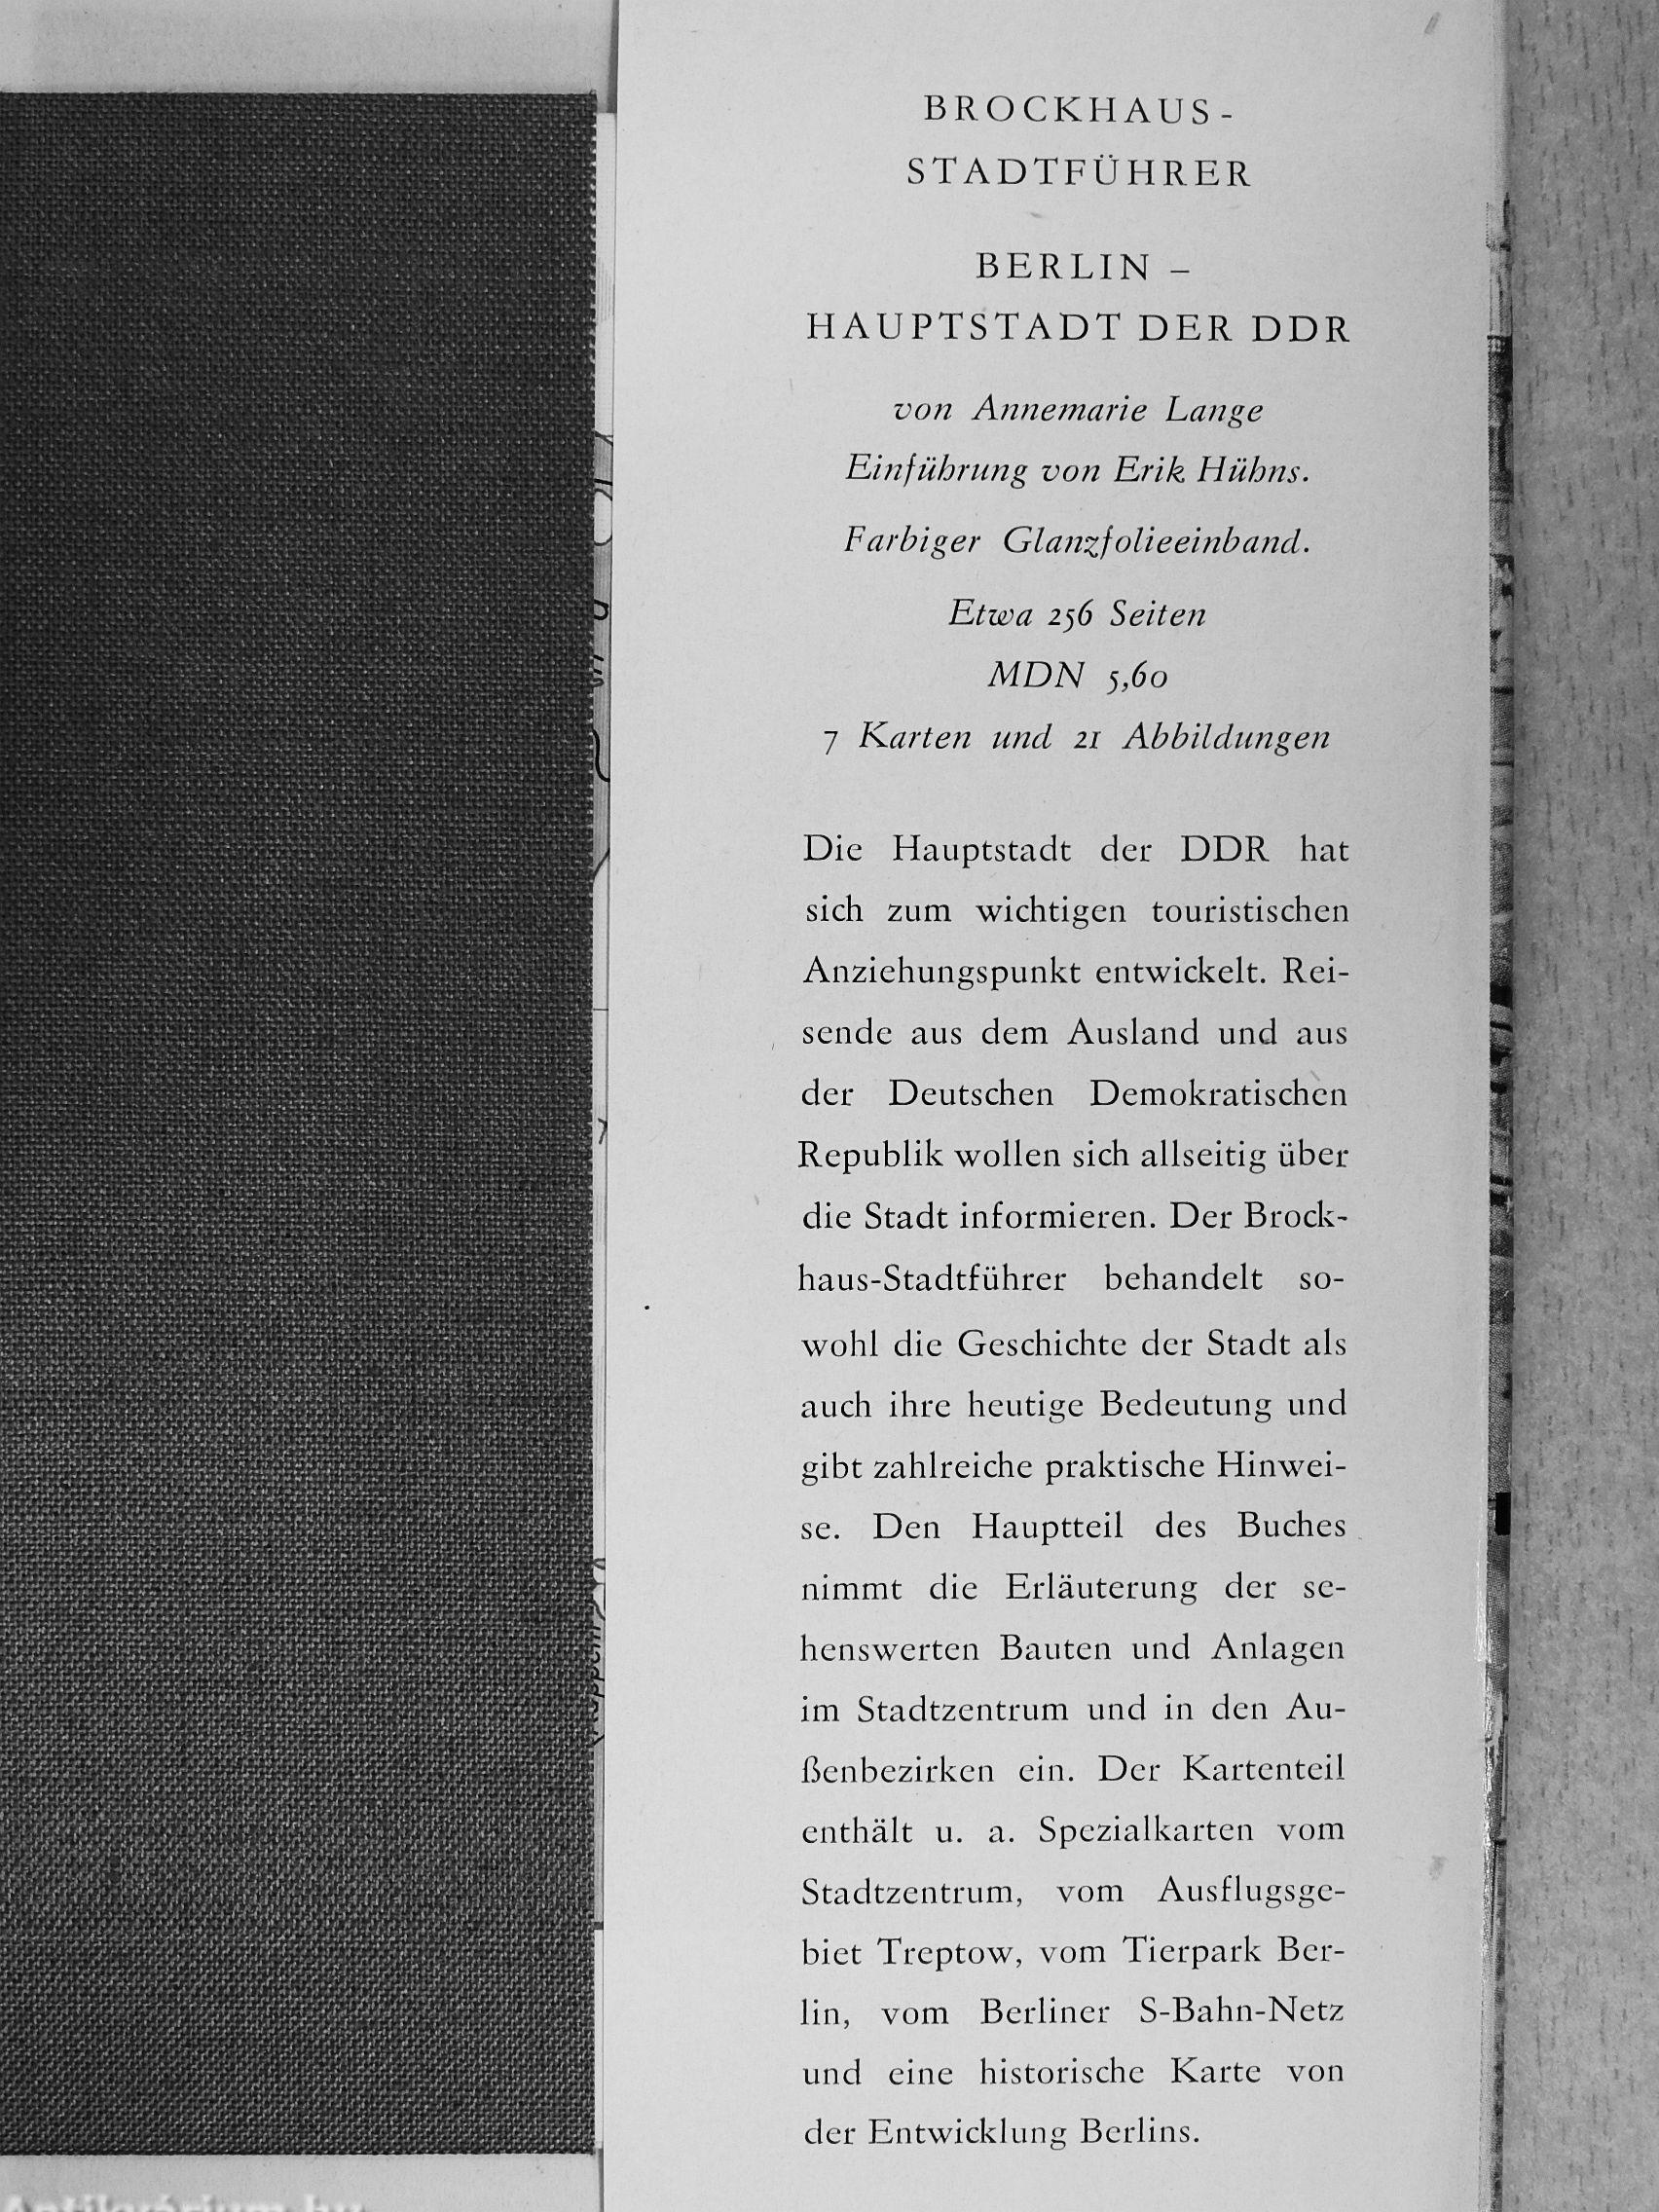 BROCKHAUS-
STADTFÜHRER
BERLIN –
HAUPTSTADT DER DDR
von Annemarie Lange
Einführung von Erik Hühns.
Farbiger Glanzfolieeinband.
Etwa 256 Seiten
MDN 5,60
7 Karten und 21 Abbildungen
Die Hauptstadt der DDR hat
sich zum wichtigen touristischen
Anziehungspunkt entwickelt. Rei-
sende aus dem Ausland und aus
der Deutschen Demokratischen
Republik wollen sich allseitig über
die Stadt informieren. Der Brock-
haus-Stadtführer behandelt so-
wohl die Geschichte der Stadt als
auch ihre heutige Bedeutung und
gibt zahlreiche praktische Hinwei-
se. Den Hauptteil des Buches
nimmt die Erläuterung der se-
henswerten Bauten und Anlagen
im Stadtzentrum und in den Au-
ßenbezirken ein. Der Kartenteil
enthält u. a. Spezialkarten vom
Stadtzentrum, vom Ausflugsge-
biet Treptow, vom Tierpark Ber-
lin, vom Berliner S-Bahn-Netz
und eine historische Karte von
der Entwicklung Berlins.